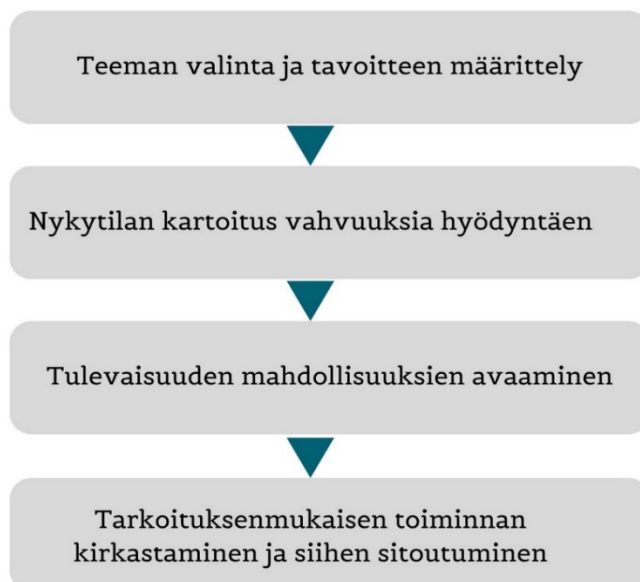 Teeman valinta ja tavoitteen määrittely
Nykytilan kartoitus vahvuuksia hyödyntäen
Tulevaisuuden mahdollisuuksien avaaminen
Tarkoituksenmukaisen toiminnan
kirkastaminen ja siihen sitoutuminen